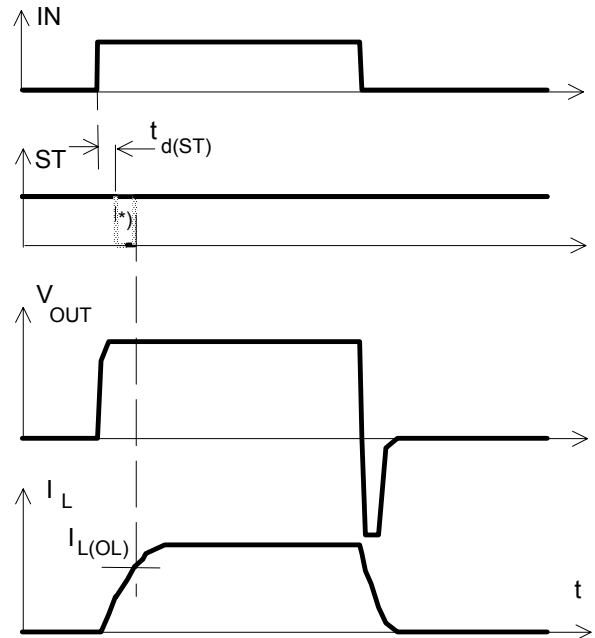 IN
t d(ST)
ST
*)
V OUT
I L
I L(OL)
t